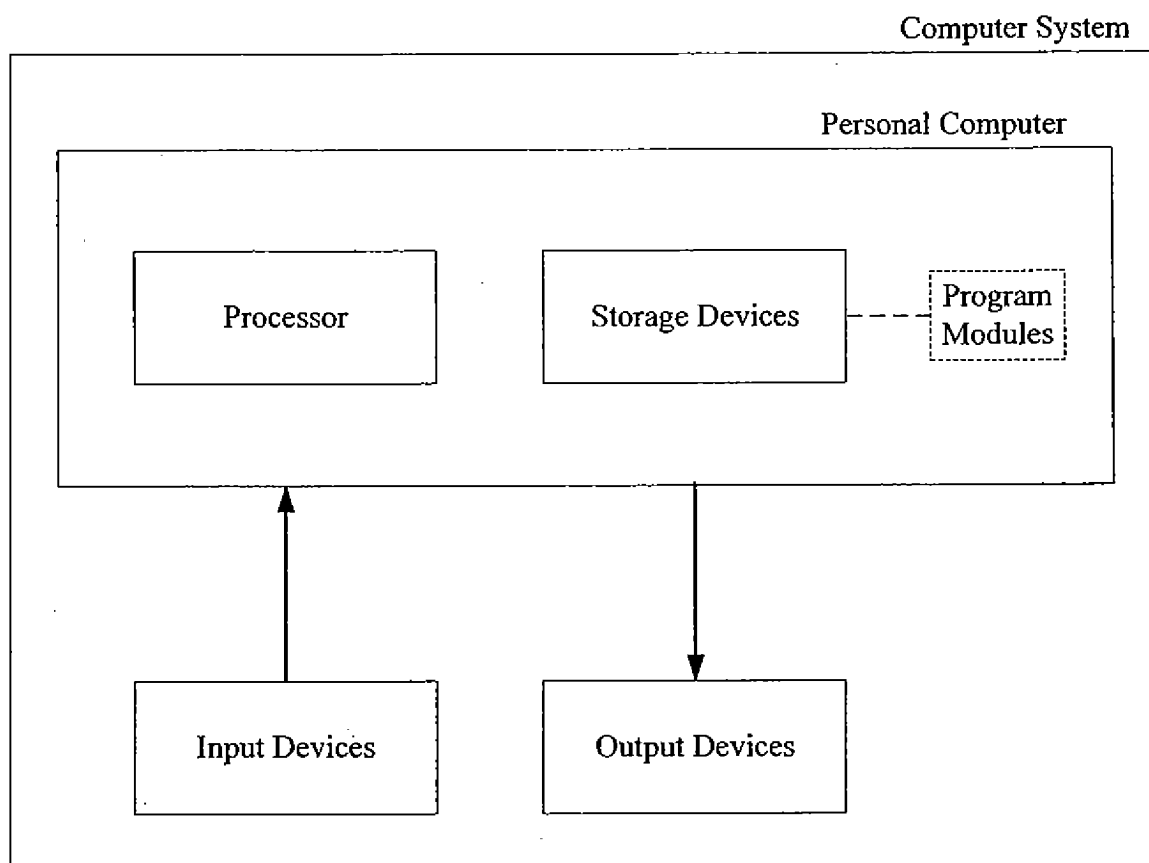 Computer System
Personal Computer
Processor
Storage Devices
Program
Modules
Input Devices
Output Devices